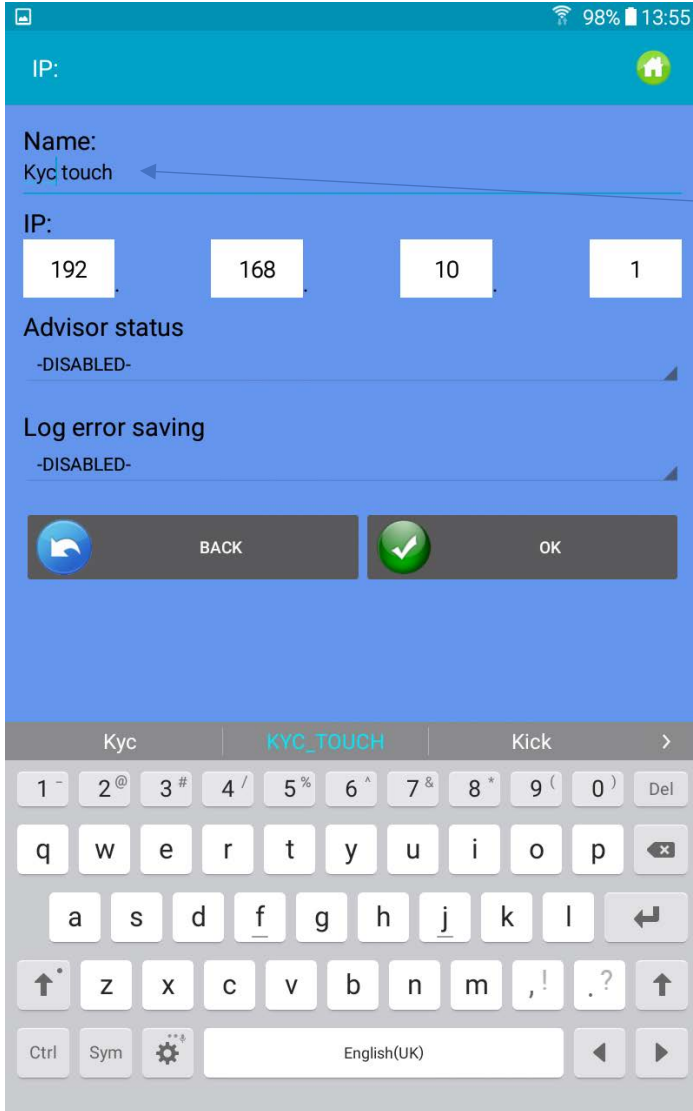 98% 13:55
IP:
Name:
Kyc touch
IP:
192 . 168 . 10 . 1
Advisor status
-DISABLED-
Log error saving
-DISABLED-
BACK OK
Kyc KYC_TOUCH Kick >
1 - 2 @ 3 # 4 / 5 % 6 ^ 7 & 8 * 9 ( 0 ) Del
q w e r t y u i o p
a s d f g h j k l
z x c v b n m , ! . ?
Ctrl Sym English(UK)